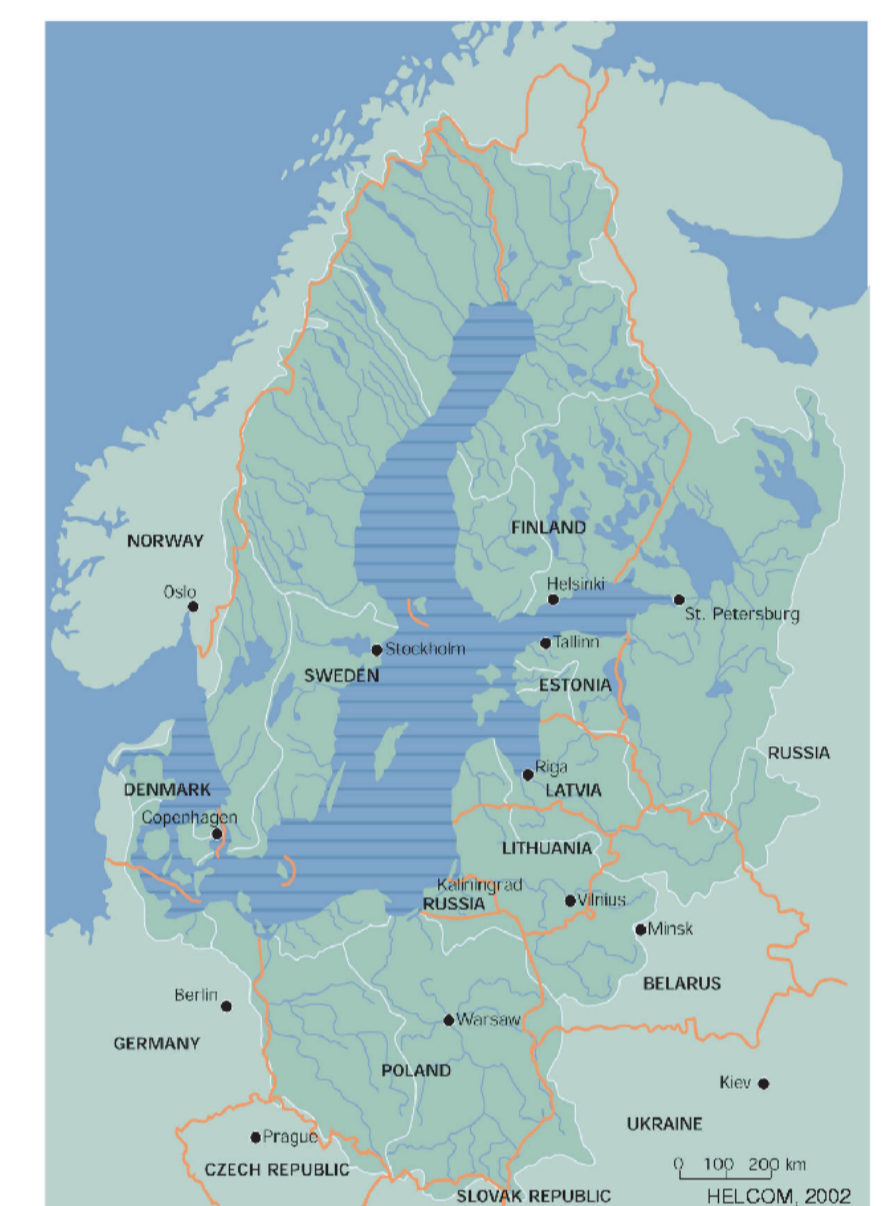 NORWAY
FINLAND
Oslo
Helsinki
St. Petersburg
Stockholm
Tallinn
SWEDEN
ESTONIA
RUSSIA
Riga
DENMARK
LATVIA
Copenhagen
LITHUANIA
Kaliningrad
RUSSIA
Vilnius
Minsk
BELARUS
Berlin
Warsaw
GERMANY
POLAND
Kiev
UKRAINE
Prague
CZECH REPUBLIC
0 100 200 km
SLOVAK REPUBLIC
HELCOM, 2002